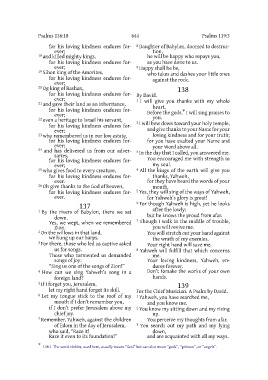 Psalms 136:18
644
Psalms 139:3
for his loving kindness endures forever;
18 and killed mighty kings,
for his loving kindness endures forever;
19 Sihon king of the Amorites,
for his loving kindness endures forever;
20 Og king of Bashan,
for his loving kindness endures forever;
21 and gave their land as an inheritance,
for his loving kindness endures forever;
22 even a heritage to Israel his servant,
for his loving kindness endures forever;
23 who remembered us in our low estate,
for his loving kindness endures forever;
24 and has delivered us from our adversaries,
for his loving kindness endures forever;
25 who gives food to every creature,
for his loving kindness endures forever.
26 Oh give thanks to the God of heaven,
for his loving kindness endures forever.
137
1 By the rivers of Babylon, there we sat
down.
Yes, we wept, when we remembered
Zion.
2 On the willows in that land,
we hung up our harps.
3 For there, those who led us captive asked
us for songs.
Those who tormented us demanded
songs of joy:
“Sing us one of the songs of Zion!”
4 How can we sing Yahweh’s song in a
foreign land?
5 If I forget you, Jerusalem,
let my right hand forget its skill.
6 Let my tongue stick to the roof of my
mouth if I don’t remember you,
if I don’t prefer Jerusalem above my
chief joy.
7 Remember, Yahweh, against the children
of Edom in the day of Jerusalem,
who said, “Raze it!
Raze it even to its foundation!”
8 Daughter of Babylon, doomed to destruction,
he will be happy who repays you,
as you have done to us.
9 Happy shall he be,
who takes and dashes your little ones
against the rock.
138
By David.
1 I will give you thanks with my whole
heart.
Before the gods,* I will sing praises to
you.
2 I will bow down toward your holy temple,
and give thanks to your Name for your
loving kindness and for your truth;
for you have exalted your Name and
your Word above all.
3 In the day that I called, you answered me.
You encouraged me with strength in
my soul.
4 All the kings of the earth will give you
thanks, Yahweh,
for they have heard the words of your
mouth.
5 Yes, they will sing of the ways of Yahweh,
for Yahweh’s glory is great!
6 For though Yahweh is high, yet he looks
after the lowly;
but he knows the proud from afar.
7 Though I walk in the middle of trouble,
you will revive me.
You will stretch out your hand against
the wrath of my enemies.
Your right hand will save me.
8 Yahweh will fulfill that which concerns
me.
Your loving kindness, Yahweh, endures forever.
Don’t forsake the works of your own
hands.
139
For the Chief Musician. A Psalm by David.
1 Yahweh, you have searched me,
and you know me.
2 You know my sitting down and my rising
up.
You perceive my thoughts from afar.
3 You search out my path and my lying
down,
and are acquainted with all my ways.
* 138:1 The word elohim, used here, usually means “God” but can also mean “gods”, “princes”, or “angels”.